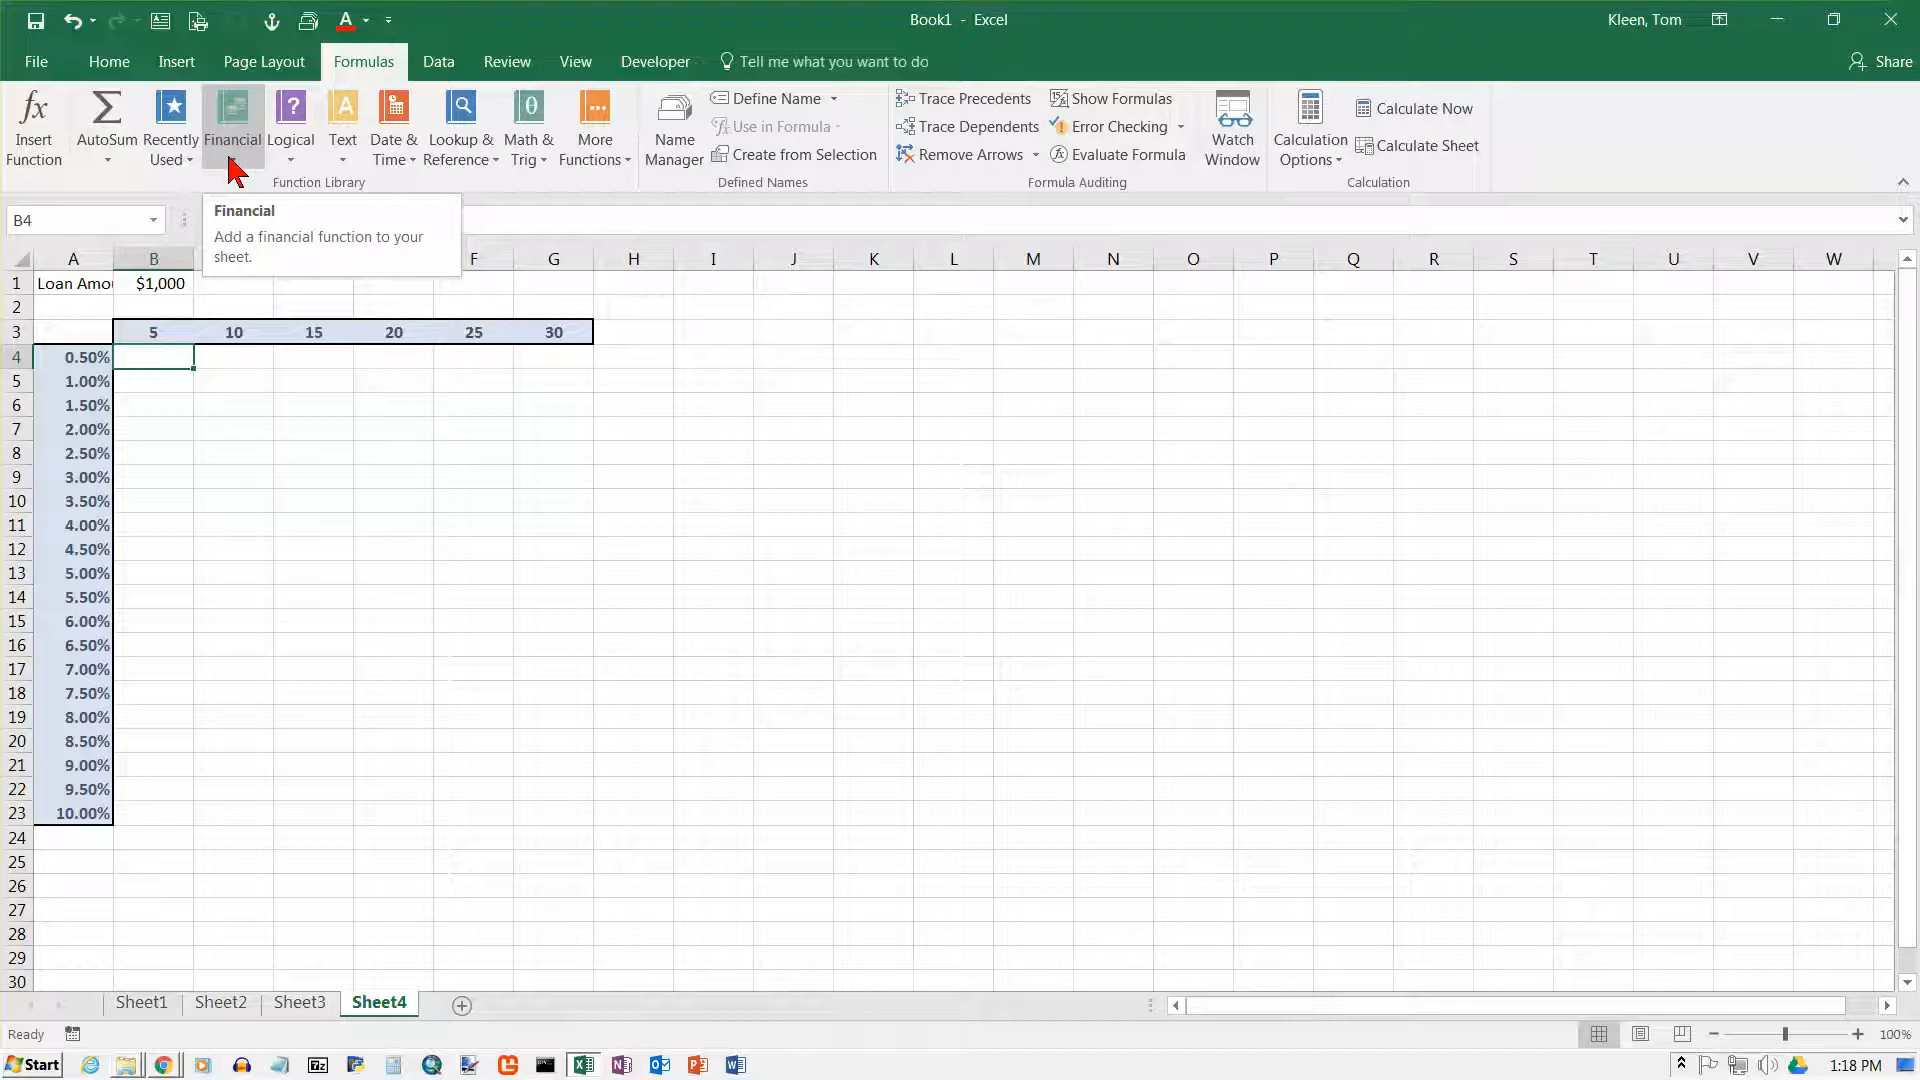 Book1 - Excel
Kleen, Tom
File Home Insert Page Layout Formulas Data Review View Developer Tell me what you want to do Share
fx
Insert Function
AutoSum
Recently Used
Financial
Logical
Text
Date & Time
Lookup & Reference
Math & Trig
More Functions
Function Library
Name Manager
Define Name
Use in Formula
Create from Selection
Defined Names
Trace Precedents
Trace Dependents
Remove Arrows
Show Formulas
Error Checking
Evaluate Formula
Formula Auditing
Watch Window
Calculation Options
Calculate Now
Calculate Sheet
Calculation
B4
Financial
Add a financial function to your
sheet.
A B F G H I J K L M N O P Q R S T U V W
1 Loan Amo $1,000
2
3 5 10 15 20 25 30
4 0.50%
5 1.00%
6 1.50%
7 2.00%
8 2.50%
9 3.00%
10 3.50%
11 4.00%
12 4.50%
13 5.00%
14 5.50%
15 6.00%
16 6.50%
17 7.00%
18 7.50%
19 8.00%
20 8.50%
21 9.00%
22 9.50%
23 10.00%
24
25
26
27
28
29
30
Sheet1 Sheet2 Sheet3 Sheet4
Ready
100%
Start
1:18 PM